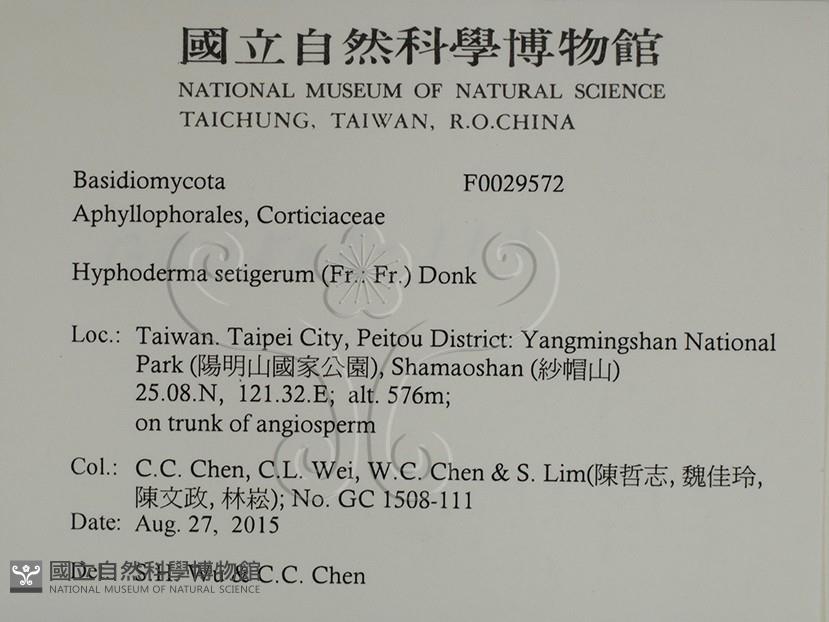 國立自然科學博物館
NATIONAL MUSEUM OF NATURAL SCIENCE
TAICHUNG, TAIWAN, R.O.CHINA
Basidiomycota F0029572
Aphyllophorales, Corticiaceae
Hyphoderma setigerum (Fr.: Fr.) Donk
Loc.: Taiwan. Taipei City, Peitou District: Yangmingshan National
Park (陽明山國家公園), Shamaoshan (紗帽山)
25.08.N, 121.32.E; alt. 576m;
on trunk of angiosperm
Col.: C.C. Chen, C.L. Wei, W.C. Chen & S. Lim(陳哲志, 魏佳玲,
陳文政, 林崧); No. GC 1508-111
Date: Aug. 27, 2015
Det.: S.H. Wu & C.C. Chen
國立自然科學博物館
NATIONAL MUSEUM OF NATURAL SCIENCE